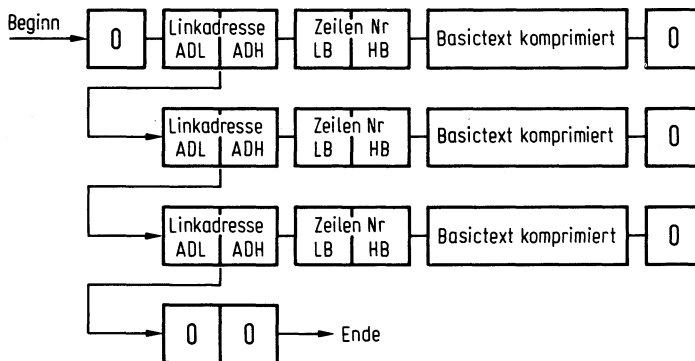 Beginn
0 Linkadresse Zeilen Nr Basictext komprimiert 0
ADL ADH LB HB
Linkadresse Zeilen Nr Basictext komprimiert 0
ADL ADH LB HB
Linkadresse Zeilen Nr Basictext komprimiert 0
ADL ADH LB HB
0 0 Ende